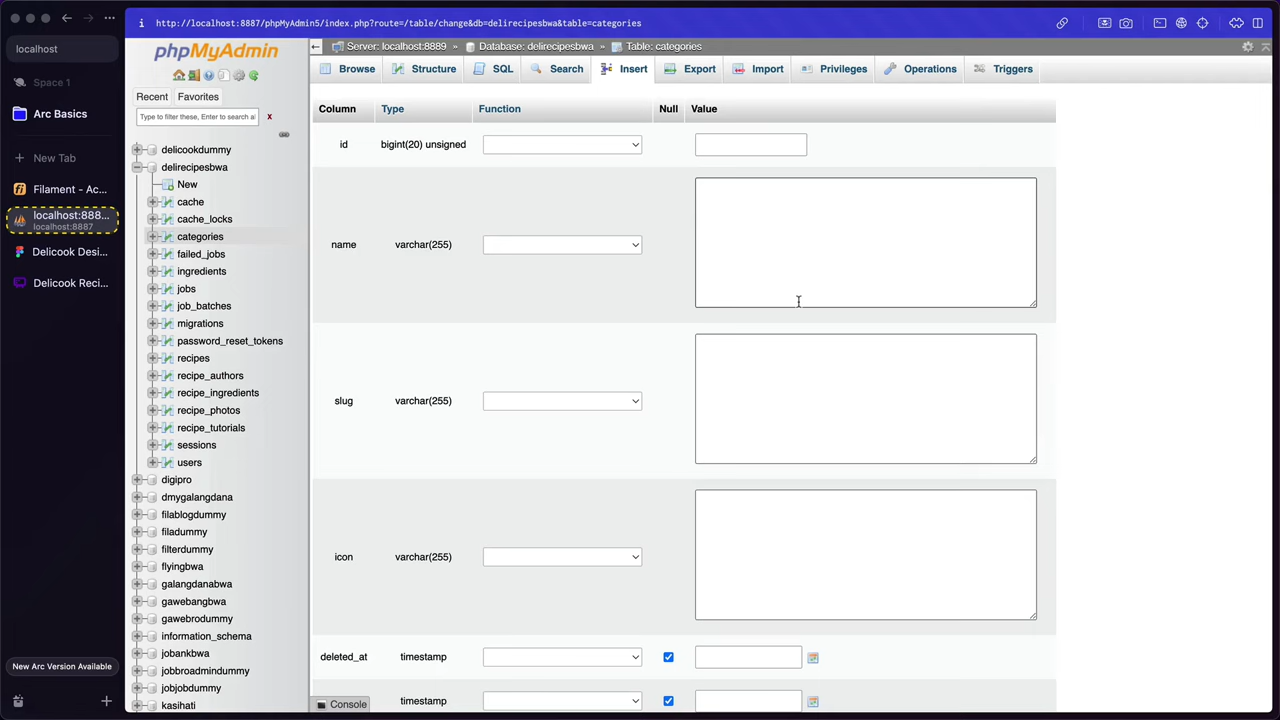 http://localhost:8887/phpMyAdmin5/index.php?route=/table/change&db=delirecipesbwa&table=categories
localhost
Space 1
Arc Basics
New Tab
Filament - Ac...
localhost:888...
localhost:8887
Delicook Desi...
Delicook Reci...
New Arc Version Available
phpMyAdmin
Recent Favorites
Type to filter these, Enter to search al x
delicookdummy
delirecipesbwa
New
cache
cache_locks
categories
failed_jobs
ingredients
jobs
job_batches
migrations
password_reset_tokens
recipes
recipe_authors
recipe_ingredients
recipe_photos
recipe_tutorials
sessions
users
digipro
dmygalangdana
filablogdummy
filadummy
filterdummy
flyingbwa
galangdanabwa
gawebangbwa
gawebrodummy
information_schema
jobankbwa
jobbroadmindummy
jobjobdummy
kasihati
Server: localhost:8889 » Database: delirecipesbwa » Table: categories
Browse Structure SQL Search Insert Export Import Privileges Operations Triggers
Column Type Function Null Value
id bigint(20) unsigned
name varchar(255)
slug varchar(255)
icon varchar(255)
deleted_at timestamp
timestamp
Console